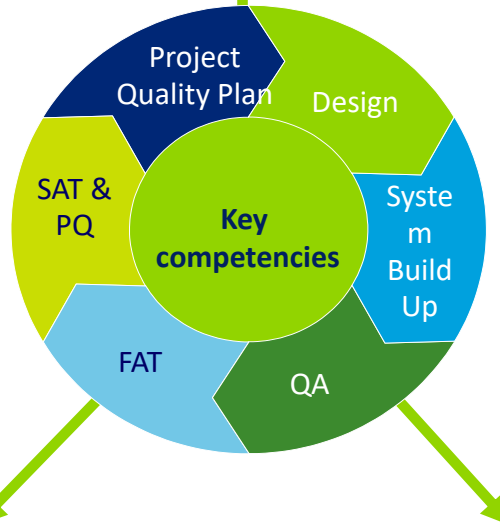 Project
Quality Plan
Design
Syste
m
Build
Up
QA
FAT
SAT &
PQ
Key
competencies